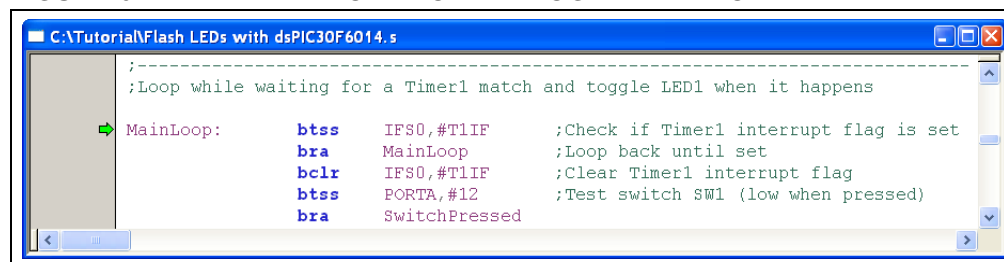 C:\Tutorial\Flash LEDs with dsPIC30F6014.s
;--------------------------------------------------------------------
;Loop while waiting for a Timer1 match and toggle LED1 when it happens
MainLoop: btss IFS0,#T1IF ;Check if Timer1 interrupt flag is set
bra MainLoop ;Loop back until set
bclr IFS0,#T1IF ;Clear Timer1 interrupt flag
btss PORTA,#12 ;Test switch SW1 (low when pressed)
bra SwitchPressed